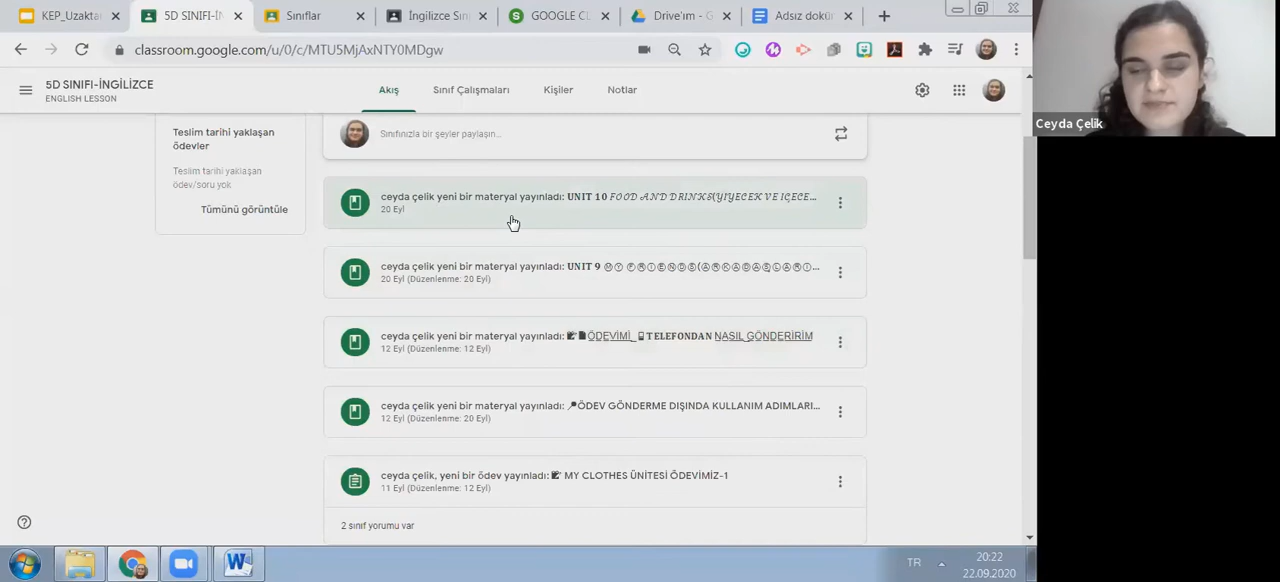 KEP_Uzakta
5D SINIFI-İN
Sınıflar
İngilizce Sın
GOOGLE CL
Drive'ım - G
Adsız dokü
classroom.google.com/u/0/c/MTU5MjAxNTY0MDgw
5D SINIFI-İNGİLİZCE
ENGLISH LESSON
Akış
Sınıf Çalışmaları
Kişiler
Notlar
Ceyda Çelik
Teslim tarihi yaklaşan
ödevler
Teslim tarihi yaklaşan
ödev/soru yok
Tümünü görüntüle
Sınıfınızla bir şeyler paylaşın...
ceyda çelik yeni bir materyal yayınladı: UNIT 10 FOOD AND DRINKS(YIYECEK VE IÇECE...
20 Eyl
ceyda çelik yeni bir materyal yayınladı: UNIT 9 ⓂⓎ ⒻⓇⒾⒺⓃⒹⓈ(ⒶⓇⓀⒶⒹⒶⓈⓁⒶⓇⒾ...
20 Eyl (Düzenleme: 20 Eyl)
ceyda çelik yeni bir materyal yayınladı: ÖDEVİMİ TELEFONDAN NASIL GÖNDERİRİM
12 Eyl (Düzenleme: 12 Eyl)
ceyda çelik yeni bir materyal yayınladı: ÖDEV GÖNDERME DIŞINDA KULLANIM ADIMLARI...
12 Eyl (Düzenleme: 20 Eyl)
ceyda çelik, yeni bir ödev yayınladı: MY CLOTHES ÜNİTESİ ÖDEVİMİZ-1
11 Eyl (Düzenleme: 12 Eyl)
2 sınıf yorumu var
TR
20:22
22.09.2020